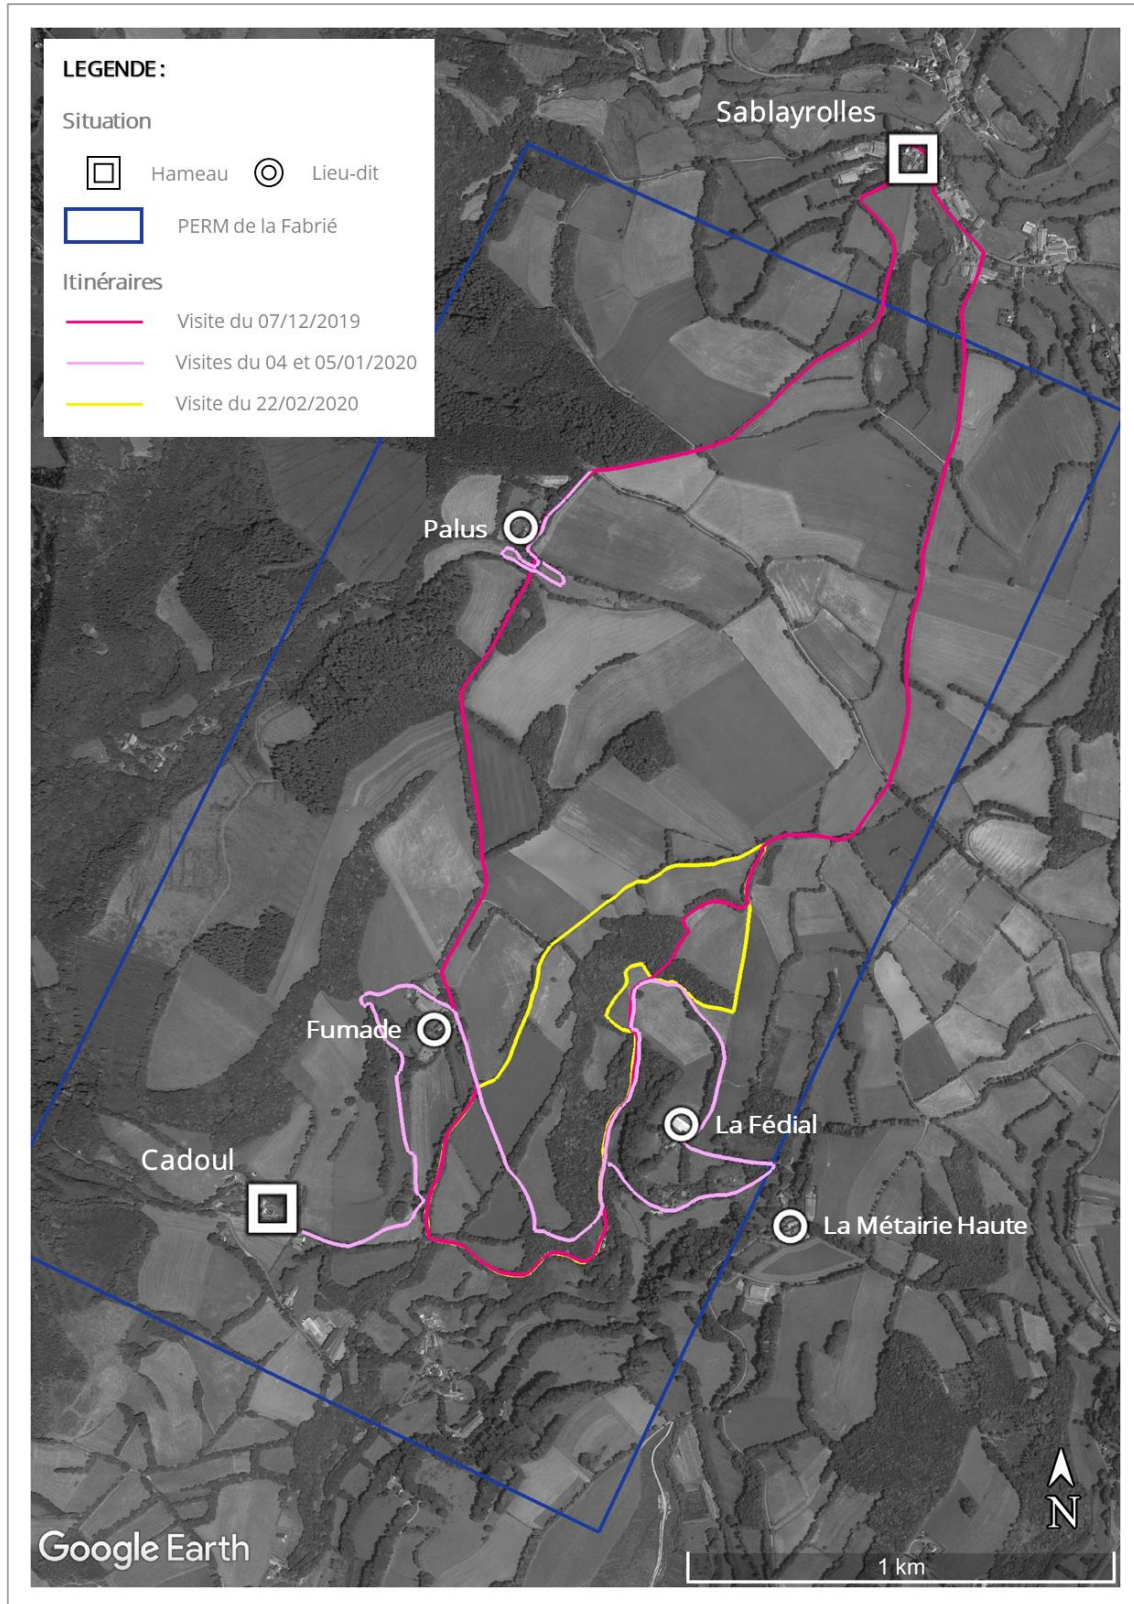 LEGENDE :
Situation
Hameau
Lieu-dit
PERM de la Fabrié
Itinéraires
Visite du 07/12/2019
Visites du 04 et 05/01/2020
Visite du 22/02/2020
Sablayrolles
Palus
Fumade
La Fédial
Cadoul
La Métairie Haute
N
Google Earth
1 km